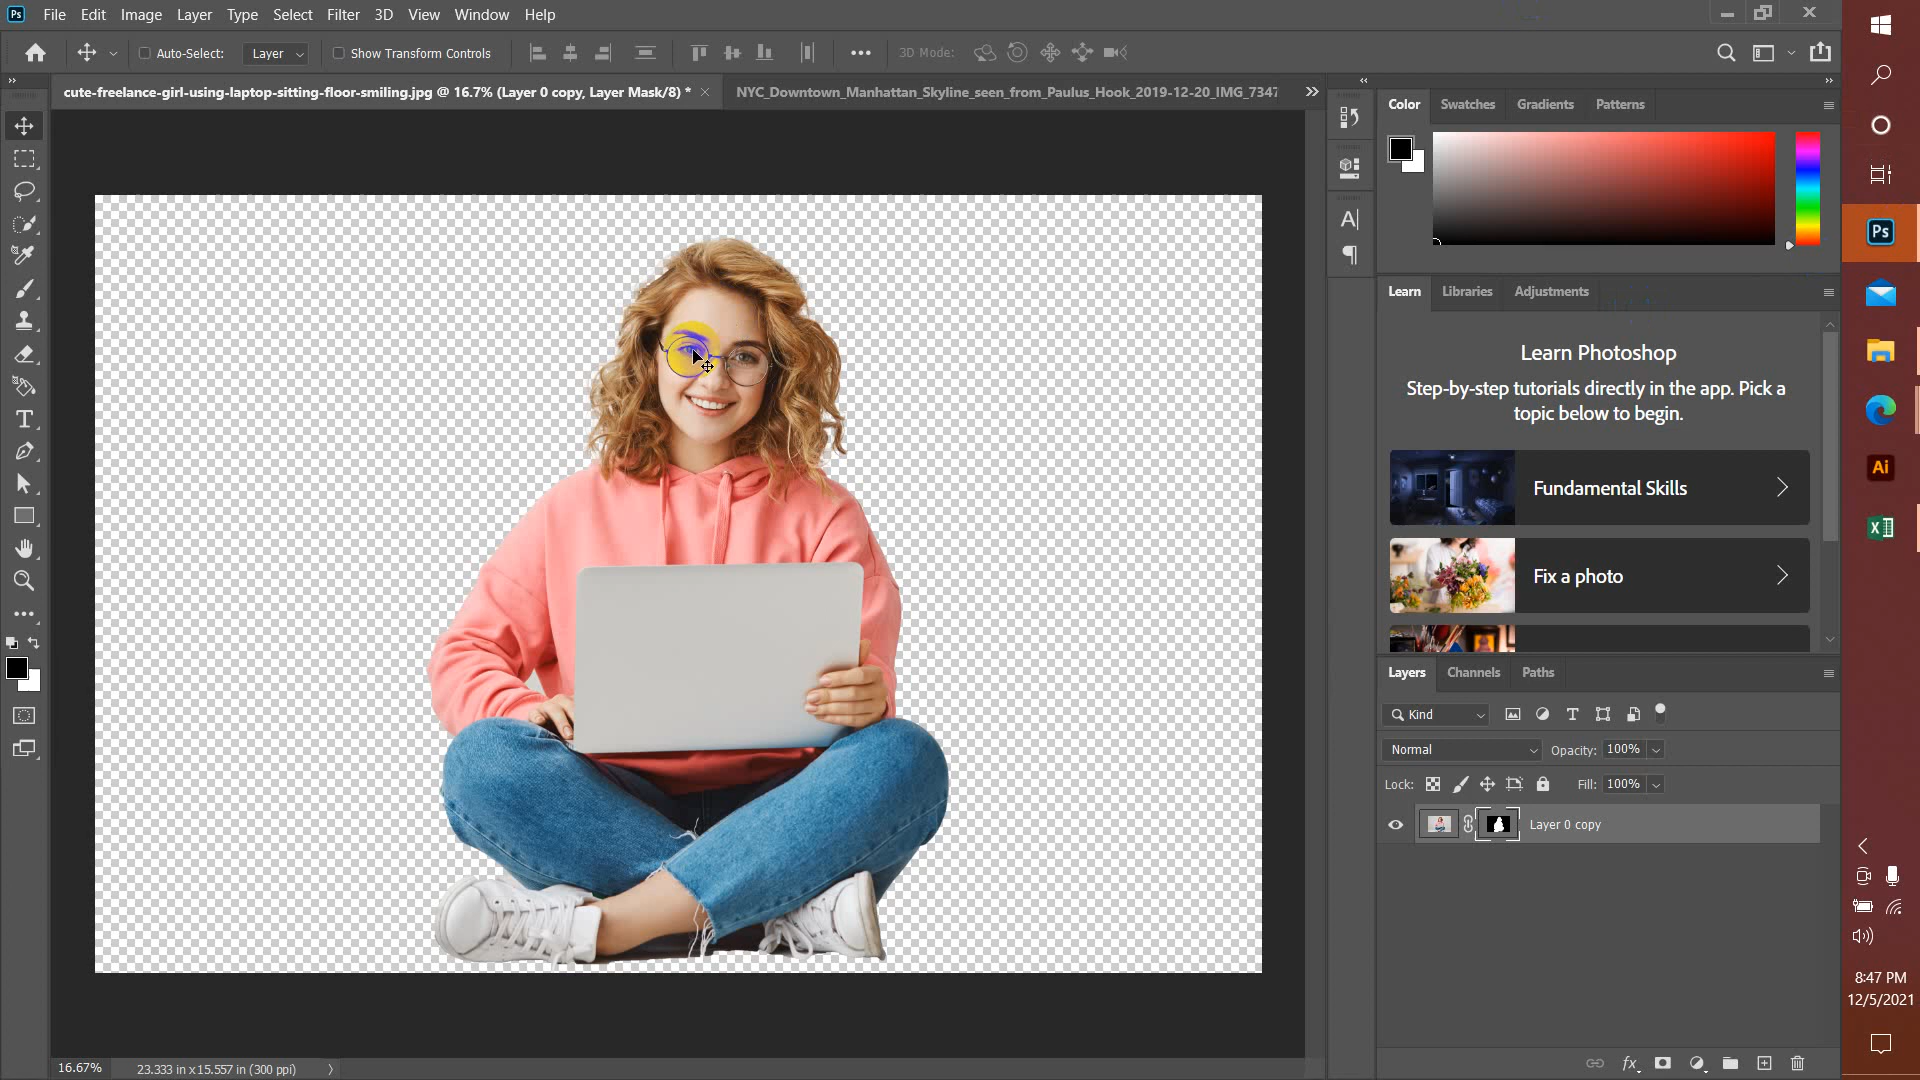 Ps File Edit Image Layer Type Select Filter 3D View Window Help
Auto-Select: Layer Show Transform Controls 3D Mode:
cute-freelance-girl-using-laptop-sitting-floor-smiling.jpg @ 16.7% (Layer 0 copy, Layer Mask/8) * NYC_Downtown_Manhattan_Skyline_seen_from_Paulus_Hook_2019-12-20_IMG_7347
Color Swatches Gradients Patterns
A
T
Ps
Learn Libraries Adjustments
Learn Photoshop
Step-by-step tutorials directly in the app. Pick a
topic below to begin.
Fundamental Skills
Ai
Fix a photo
Layers Channels Paths
Kind
T
Normal Opacity: 100%
Lock: Fill: 100%
Layer 0 copy
8:47 PM
12/5/2021
16.67% 23.333 in x 15.557 in (300 ppi)
fx